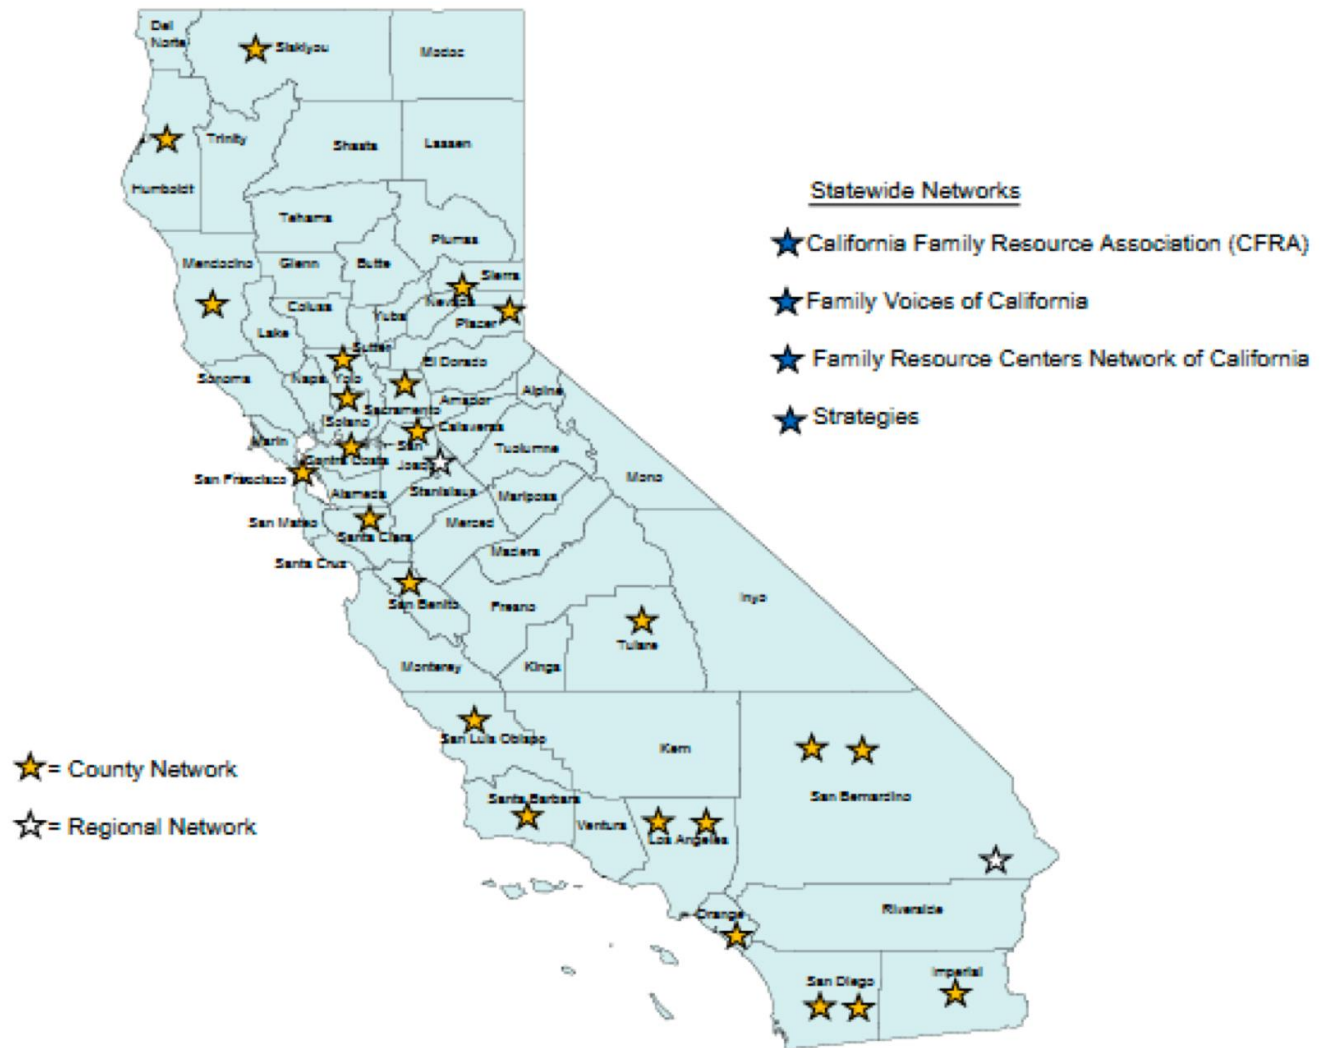 Del
Norte
Siskiyou
Modoc
Trinity
Shasta
Lassen
Humboldt
Tehama
Plumas
Mendocino
Glenn
Butte
Sierra
Colusa
Nevada
Yuba
Placer
Lake
Sutter
El Dorado
Sonoma
Napa
Yolo
Alpine
Sacramento
Amador
Solano
Calaveras
Marin
San
Joaquin
Contra Costa
Tuolumne
San Francisco
Alameda
Stanislaus
Mono
Mariposa
San Mateo
Santa Clara
Merced
Madera
Santa Cruz
San Benito
Fresno
Inyo
Tulare
Monterey
Kings
San Luis Obispo
Kern
San Bernardino
Santa Barbara
Ventura
Los Angeles
Orange
Riverside
San Diego
Imperial
Statewide Networks
California Family Resource Association (CFRA)
Family Voices of California
Family Resource Centers Network of California
Strategies
= County Network
= Regional Network